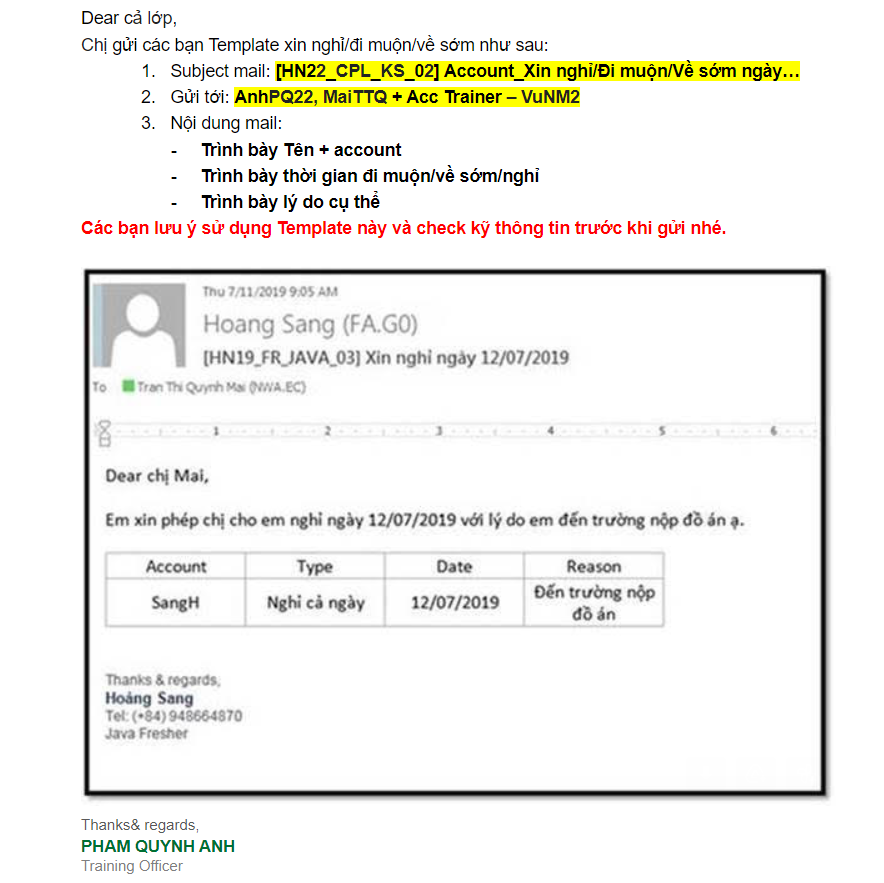 Dear cả lớp,
Chị gửi các bạn Template xin nghỉ/đi muộn/về sớm như sau:
1. Subject mail: [HN22_CPL_KS_02] Account_Xin nghỉ/Đi muộn/Về sớm ngày…
2. Gửi tới: AnhPQ22, MaiTTQ + Acc Trainer – VuNM2
3. Nội dung mail:
- Trình bày Tên + account
- Trình bày thời gian đi muộn/về sớm/nghỉ
- Trình bày lý do cụ thể
Các bạn lưu ý sử dụng Template này và check kỹ thông tin trước khi gửi nhé.
Thu 7/11/2019 9:05 AM
Hoang Sang (FA.G0)
[HN19_FR_JAVA_03] Xin nghỉ ngày 12/07/2019
To Tran Thi Quynh Mai (NWA.EC)
1 2 3 4 5 6
Dear chị Mai,
Em xin phép chị cho em nghỉ ngày 12/07/2019 với lý do em đến trường nộp đồ án ạ.
Account Type Date Reason
SangH Nghỉ cả ngày 12/07/2019 Đến trường nộp
đồ án
Thanks & regards,
Hoảng Sang
Tel: (+84) 948664870
Java Fresher
Thanks& regards,
PHAM QUYNH ANH
Training Officer